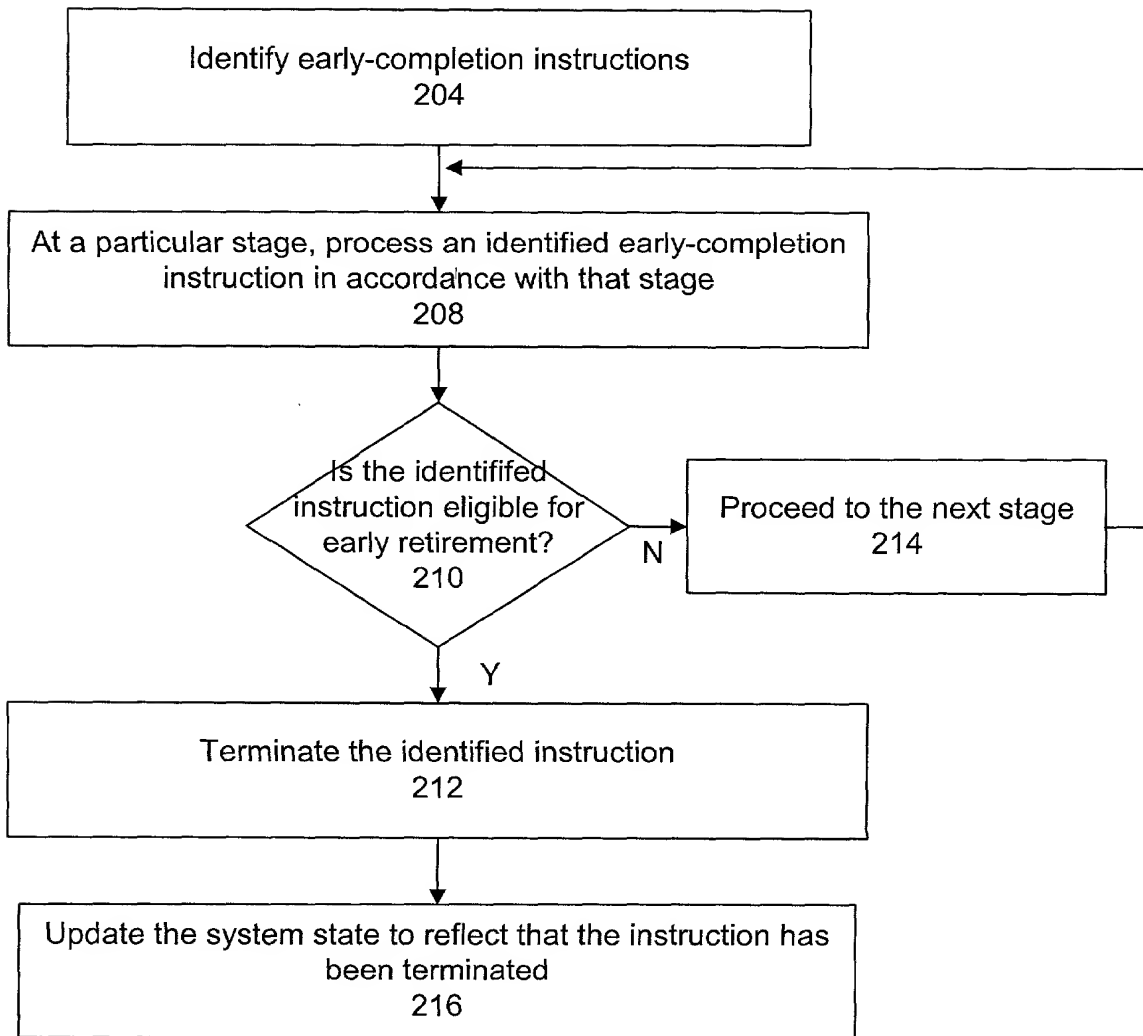 Identify early-completion instructions
204
At a particular stage, process an identified early-completion
instruction in accordance with that stage
208
Is the identififed
instruction eligible for
early retirement?
210
N
Proceed to the next stage
214
Y
Terminate the identified instruction
212
Update the system state to reflect that the instruction has
been terminated
216